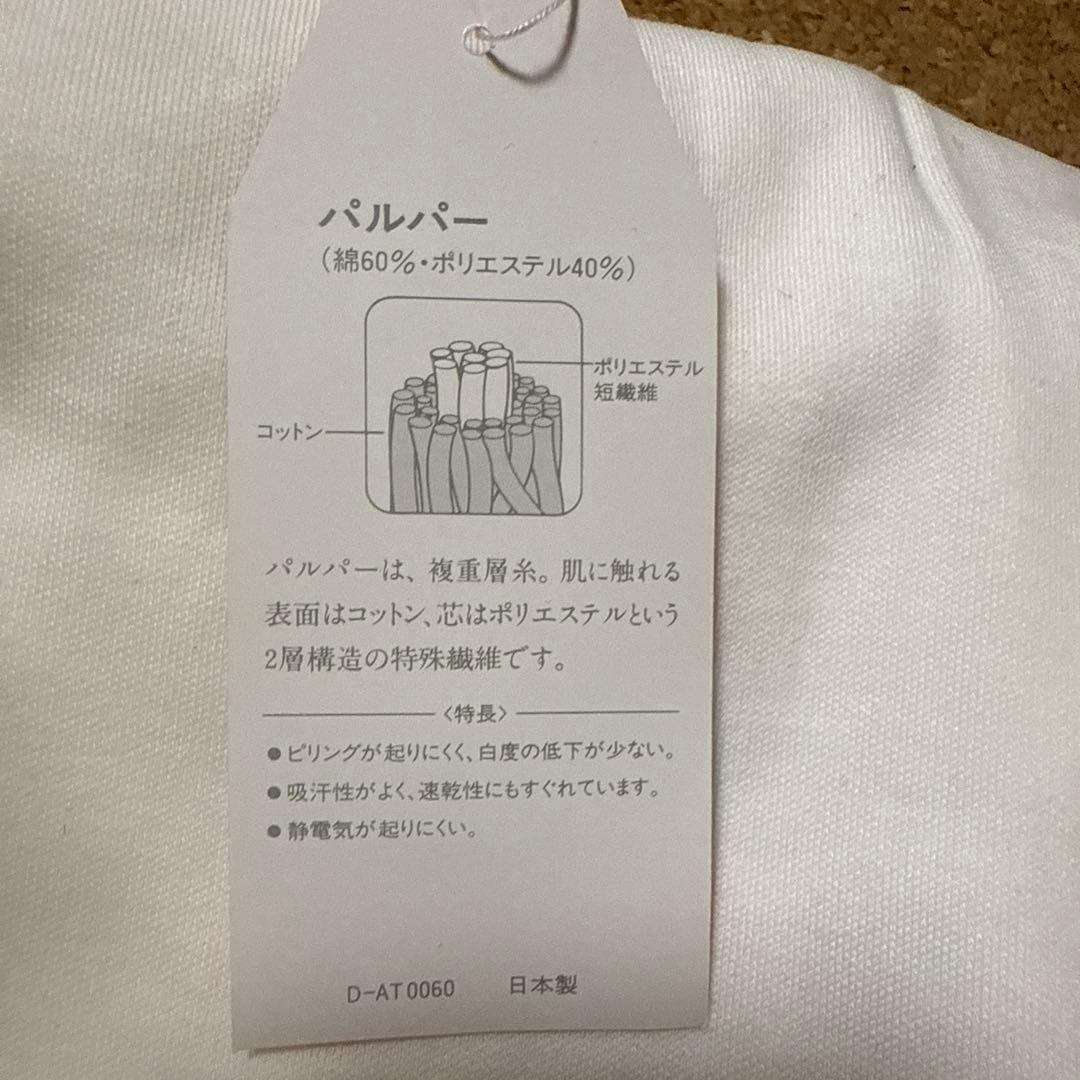 パルパー
（綿60％・ポリエステル40％）
ポリエステル
短繊維
コットン
パルパーは、複重層糸。肌に触れる
表面はコットン、芯はポリエステルという
2層構造の特殊繊維です。
〈特長〉
●ピリングが起りにくく、白度の低下が少ない。
●吸汗性がよく、速乾性にもすぐれています。
●静電気が起りにくい。
D-AT0060 日本製